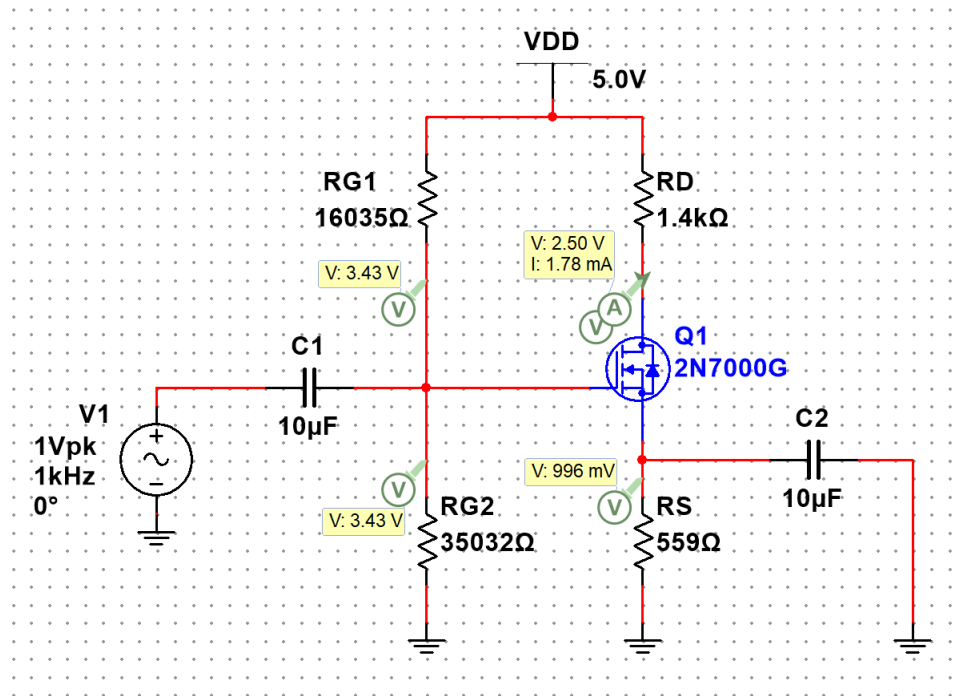 VDD
5.0V
RG1
16035Ω
RD
1.4kΩ
V: 2.50 V
I: 1.78 mA
V: 3.43 V
V
A
V
Q1
2N7000G
C1
10µF
V1
1Vpk
1kHz
0°
C2
10µF
V: 996 mV
V
V
V: 3.43 V
RG2
35032Ω
RS
559Ω